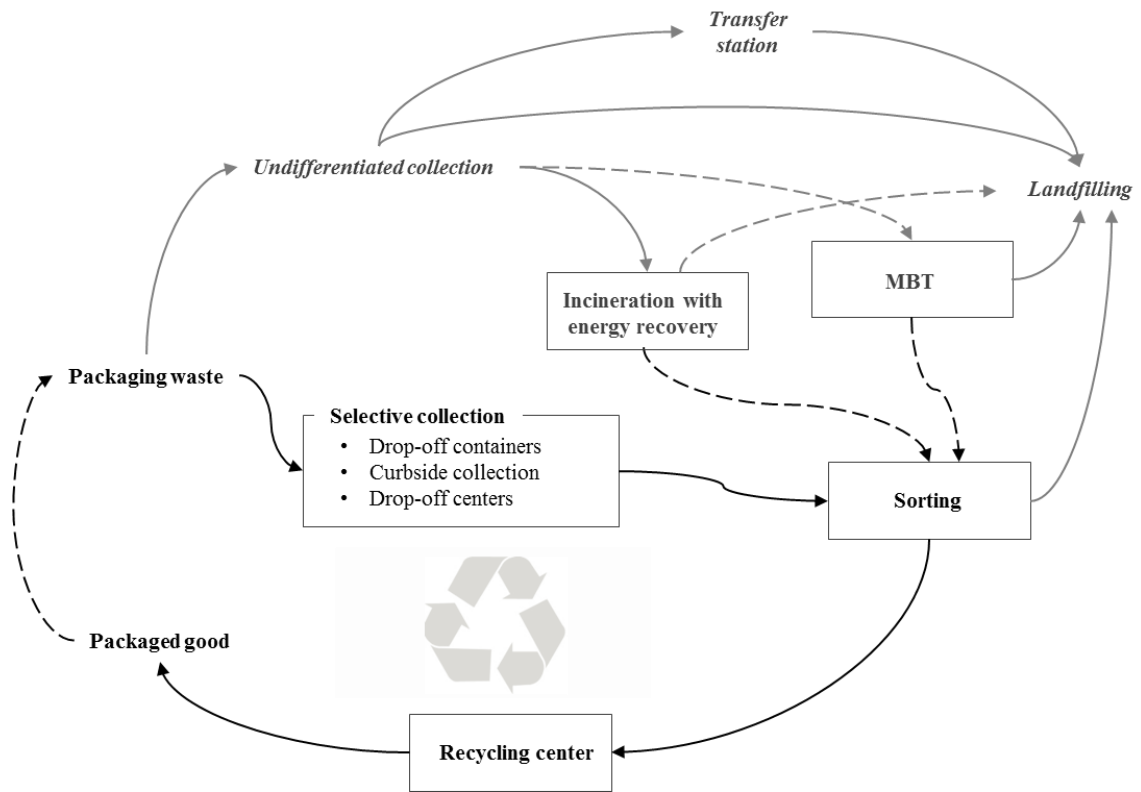 Transfer
station
Undifferentiated collection
Landfilling
MBT
Incineration with
energy recovery
Packaging waste
Selective collection
• Drop-off containers
• Curbside collection
• Drop-off centers
Sorting
Packaged good
Recycling center